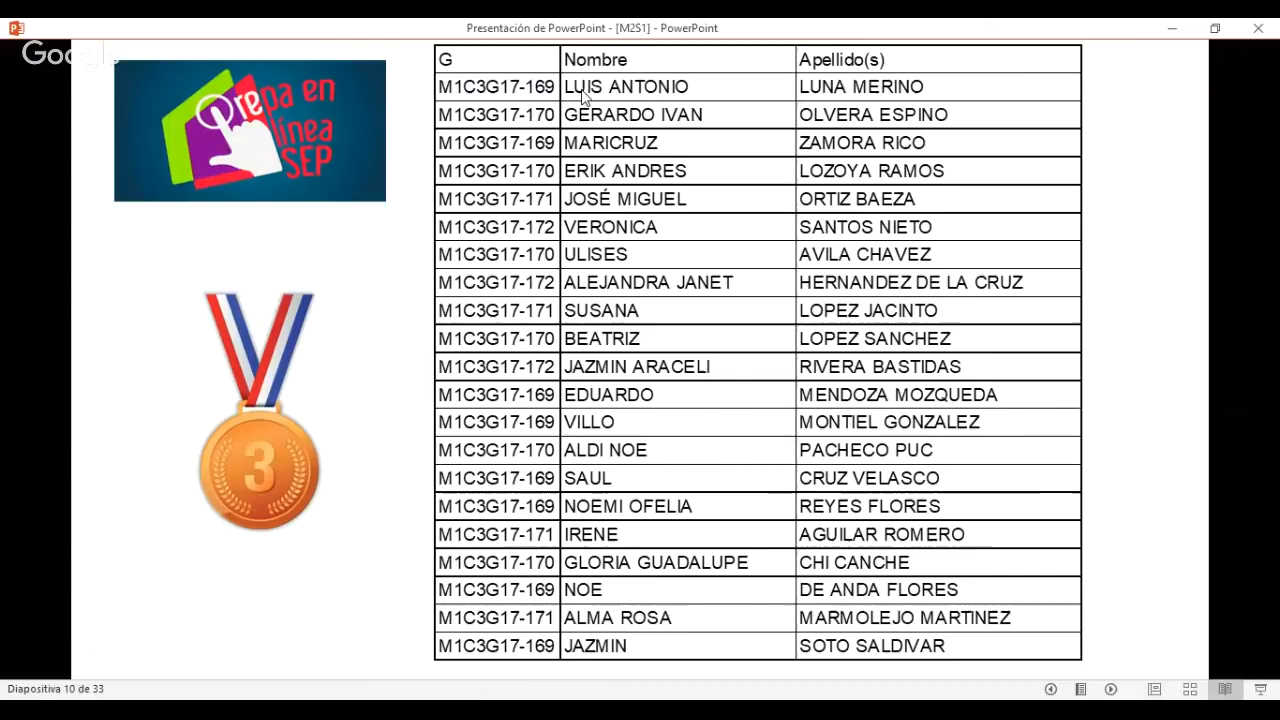 Presentación de PowerPoint - [M2S1] - PowerPoint
Google
Prepa en
línea
SEP
3
G Nombre Apellido(s)
M1C3G17-169 LUIS ANTONIO LUNA MERINO
M1C3G17-170 GERARDO IVAN OLVERA ESPINO
M1C3G17-169 MARICRUZ ZAMORA RICO
M1C3G17-170 ERIK ANDRES LOZOYA RAMOS
M1C3G17-171 JOSÉ MIGUEL ORTIZ BAEZA
M1C3G17-172 VERONICA SANTOS NIETO
M1C3G17-170 ULISES AVILA CHAVEZ
M1C3G17-172 ALEJANDRA JANET HERNANDEZ DE LA CRUZ
M1C3G17-171 SUSANA LOPEZ JACINTO
M1C3G17-170 BEATRIZ LOPEZ SANCHEZ
M1C3G17-172 JAZMIN ARACELI RIVERA BASTIDAS
M1C3G17-169 EDUARDO MENDOZA MOZQUEDA
M1C3G17-169 VILLO MONTIEL GONZALEZ
M1C3G17-170 ALDI NOE PACHECO PUC
M1C3G17-169 SAUL CRUZ VELASCO
M1C3G17-169 NOEMI OFELIA REYES FLORES
M1C3G17-171 IRENE AGUILAR ROMERO
M1C3G17-170 GLORIA GUADALUPE CHI CANCHE
M1C3G17-169 NOE DE ANDA FLORES
M1C3G17-171 ALMA ROSA MARMOLEJO MARTINEZ
M1C3G17-169 JAZMIN SOTO SALDIVAR
Diapositiva 10 de 33